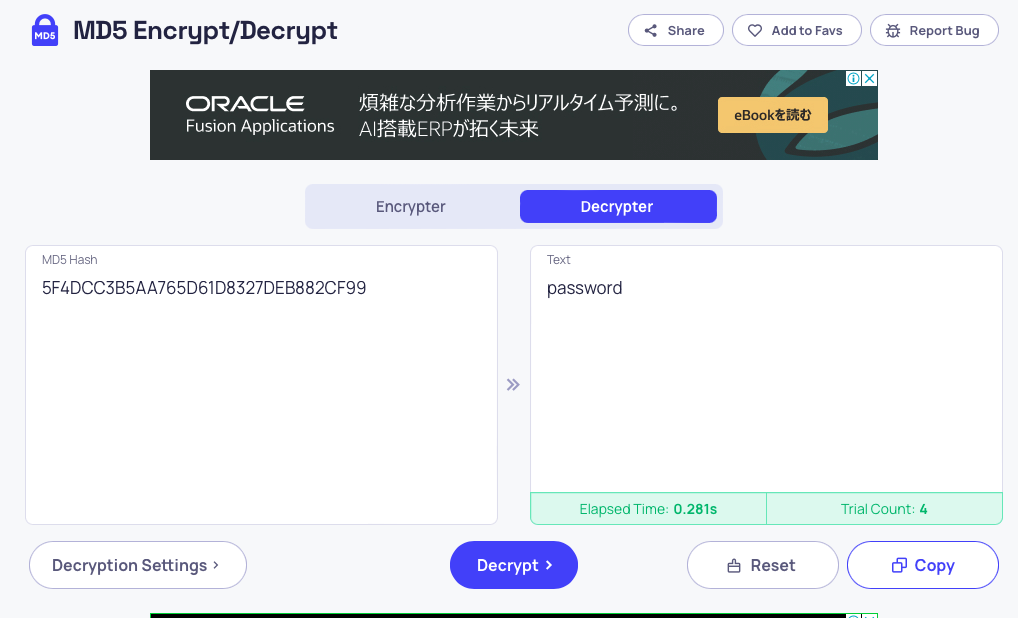 MD5
MD5 Encrypt/Decrypt
Share
Add to Favs
Report Bug
ORACLE
Fusion Applications
煩雑な分析作業からリアルタイム予測に。
AI搭載ERPが拓く未来
eBookを読む
Encrypter
Decrypter
MD5 Hash
5F4DCC3B5AA765D61D8327DEB882CF99
Text
password
Elapsed Time: 0.281s
Trial Count: 4
Decryption Settings ›
Decrypt ›
Reset
Copy